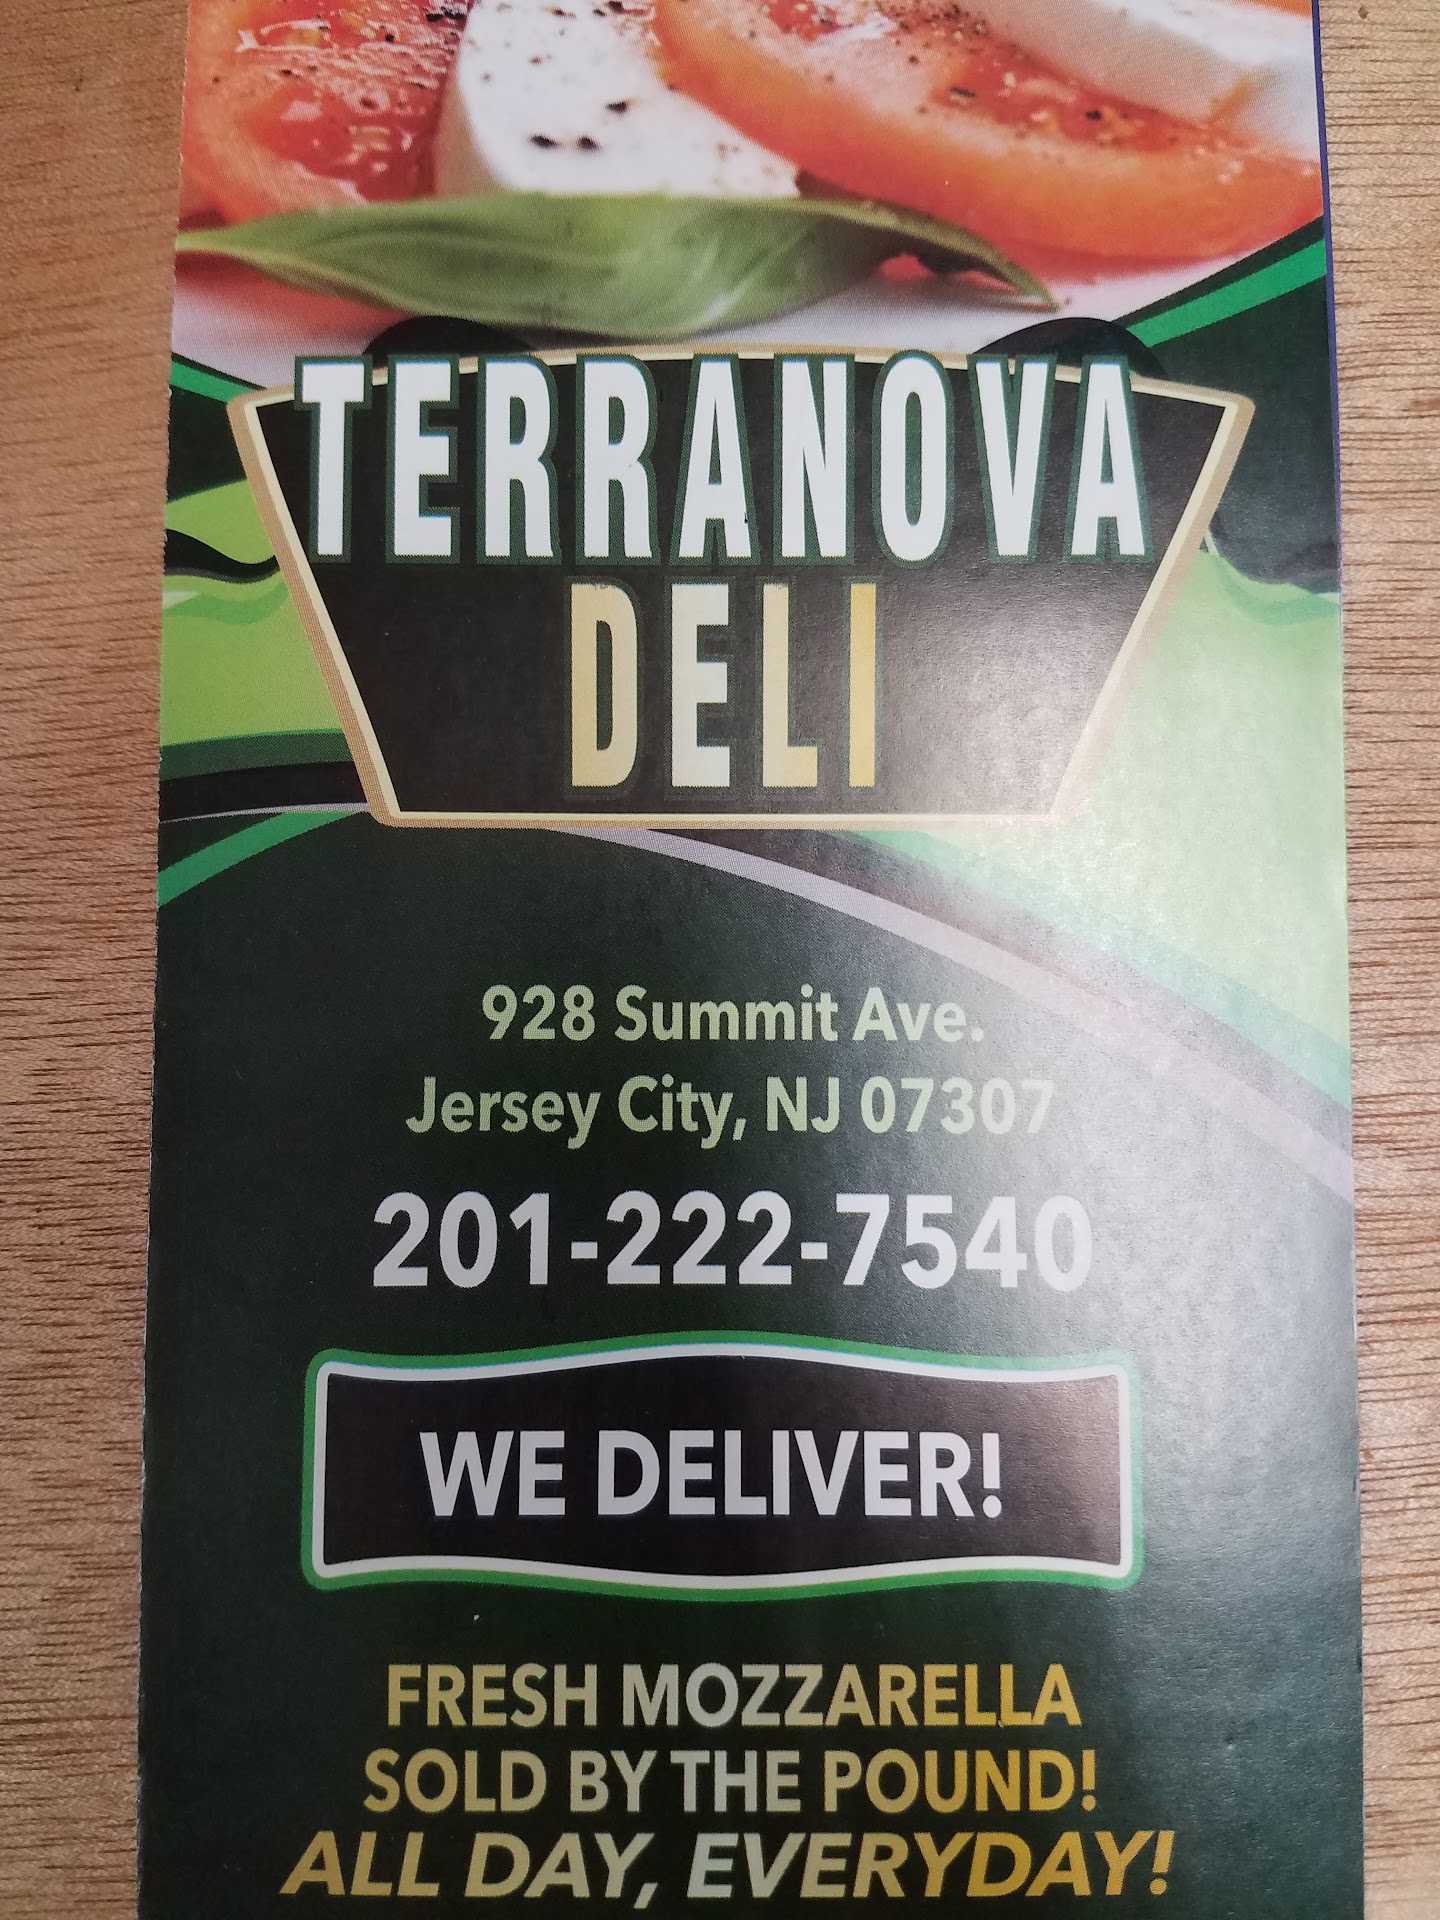 TERRANOVA
DELI
928 Summit Ave.
Jersey City, NJ 07307
201-222-7540
WE DELIVER!
FRESH MOZZARELLA
SOLD BY THE POUND!
ALL DAY, EVERYDAY!